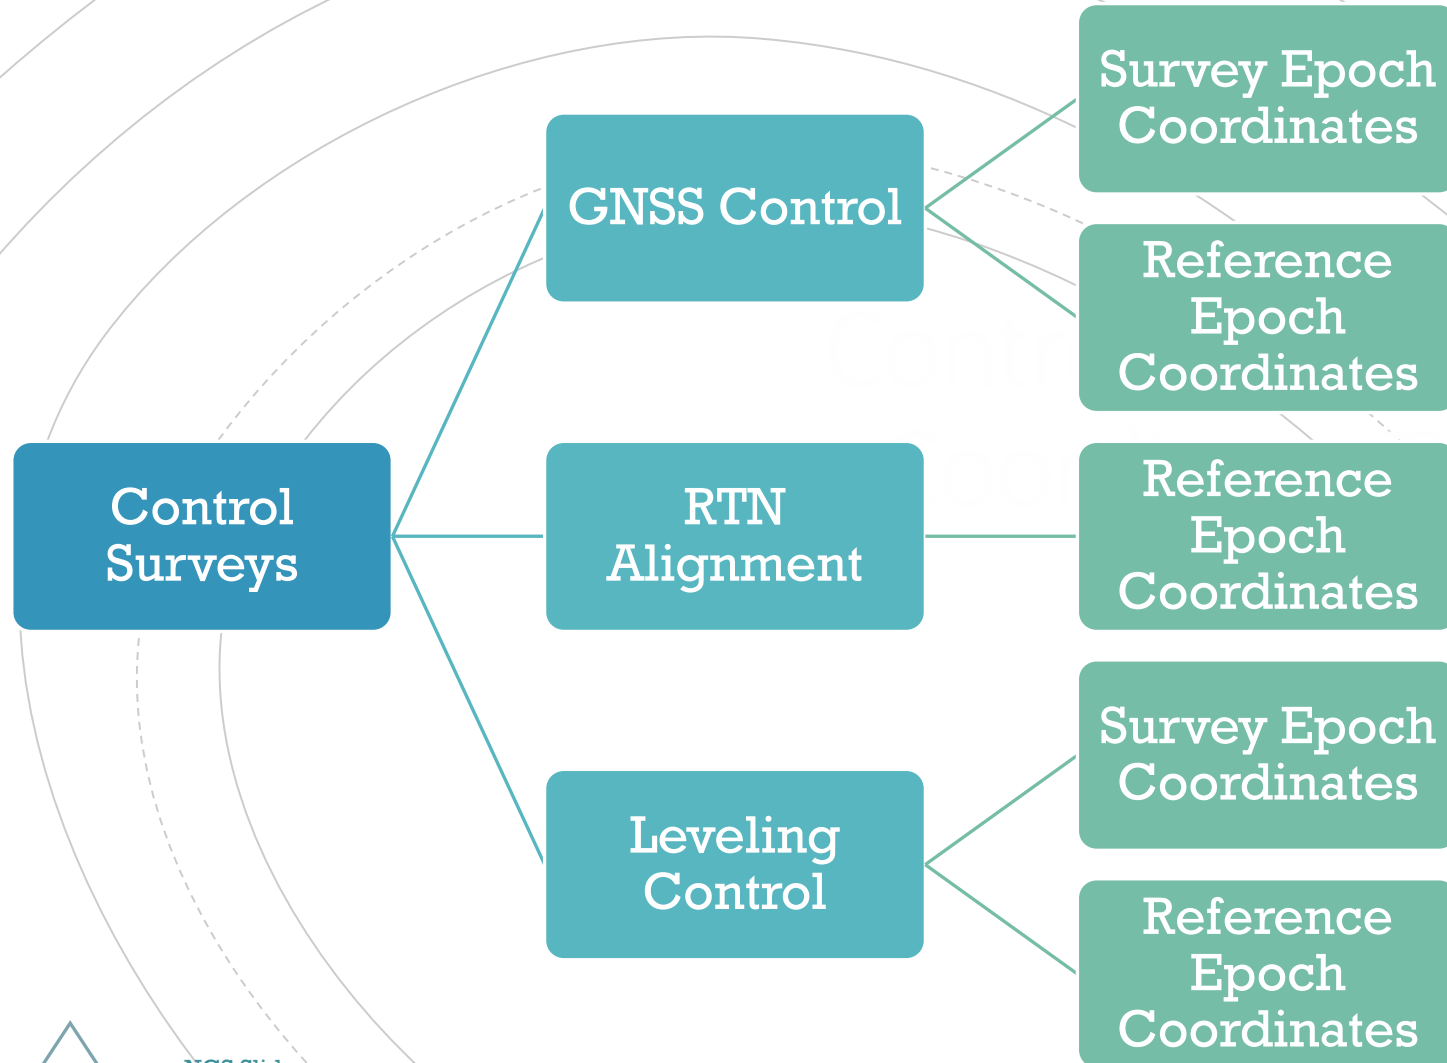 Survey Epoch
Coordinates
GNSS Control
Reference
Epoch
Coordinates
Control
Surveys
RTN
Alignment
Reference
Epoch
Coordinates
Survey Epoch
Coordinates
Leveling
Control
Reference
Epoch
Coordinates